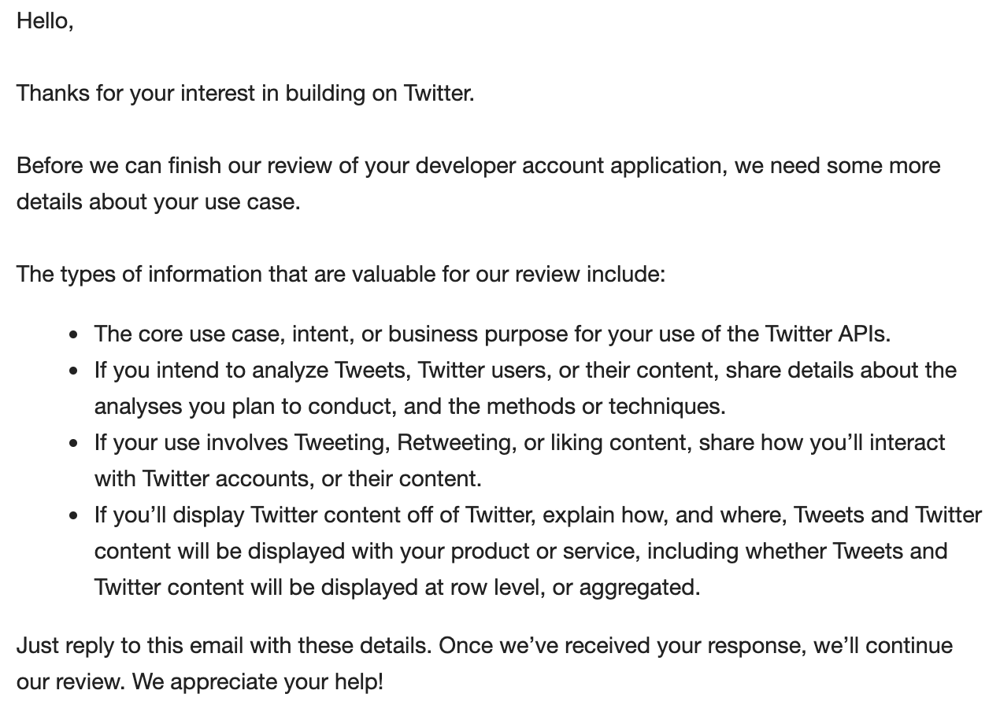 Hello,
Thanks for your interest in building on Twitter.
Before we can finish our review of your developer account application, we need some more
details about your use case.
The types of information that are valuable for our review include:
• The core use case, intent, or business purpose for your use of the Twitter APIs.
• If you intend to analyze Tweets, Twitter users, or their content, share details about the
analyses you plan to conduct, and the methods or techniques.
• If your use involves Tweeting, Retweeting, or liking content, share how you’ll interact
with Twitter accounts, or their content.
• If you’ll display Twitter content off of Twitter, explain how, and where, Tweets and Twitter
content will be displayed with your product or service, including whether Tweets and
Twitter content will be displayed at row level, or aggregated.
Just reply to this email with these details. Once we’ve received your response, we’ll continue
our review. We appreciate your help!